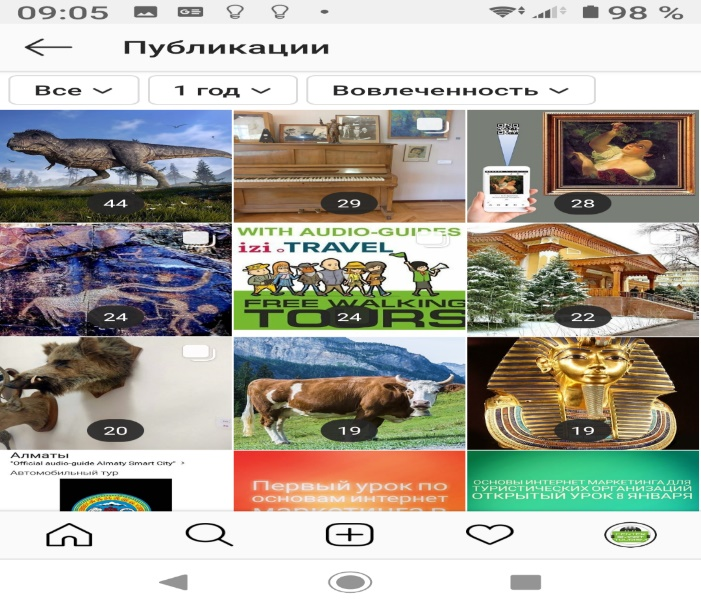 09:05
98 %
Публикации
Все
1 год
Вовлеченность
44
29
28
24
WITH AUDIO-GUIDES
izi.TRAVEL
FREE WALKING
TOURS
24
22
20
19
19
Алматы
"Official audio-guide Almaty Smart City" >
Автомобильный тур
Первый урок по
основам интернет
маркетинга в
ОСНОВЫ ИНТЕРНЕТ МАРКЕТИНГА ДЛЯ
ТУРИСТИЧЕСКИХ ОРГАНИЗАЦИЙ
ОТКРЫТЫЙ УРОК 8 ЯНВАРЯ